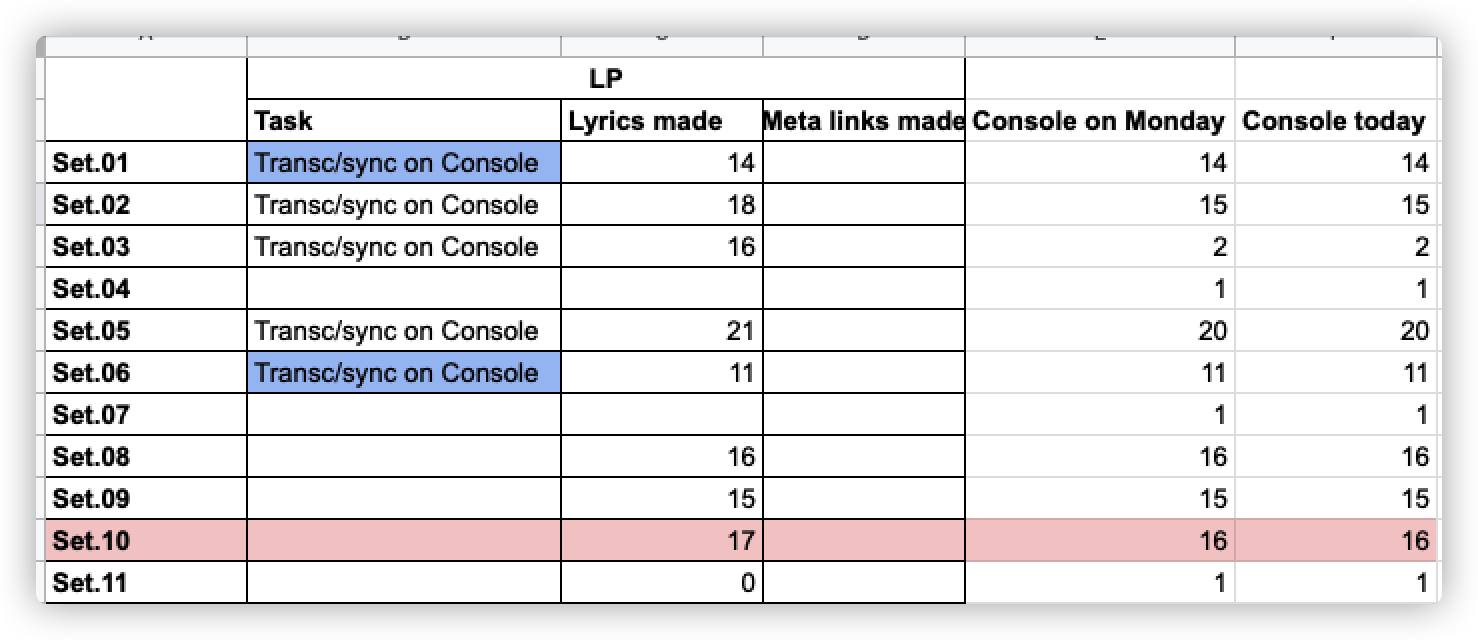 LP
Task Lyrics made Meta links made Console on Monday Console today
Set.01 Transc/sync on Console 14 14 14
Set.02 Transc/sync on Console 18 15 15
Set.03 Transc/sync on Console 16 2 2
Set.04 1 1
Set.05 Transc/sync on Console 21 20 20
Set.06 Transc/sync on Console 11 11 11
Set.07 1 1
Set.08 16 16 16
Set.09 15 15 15
Set.10 17 16 16
Set.11 0 1 1